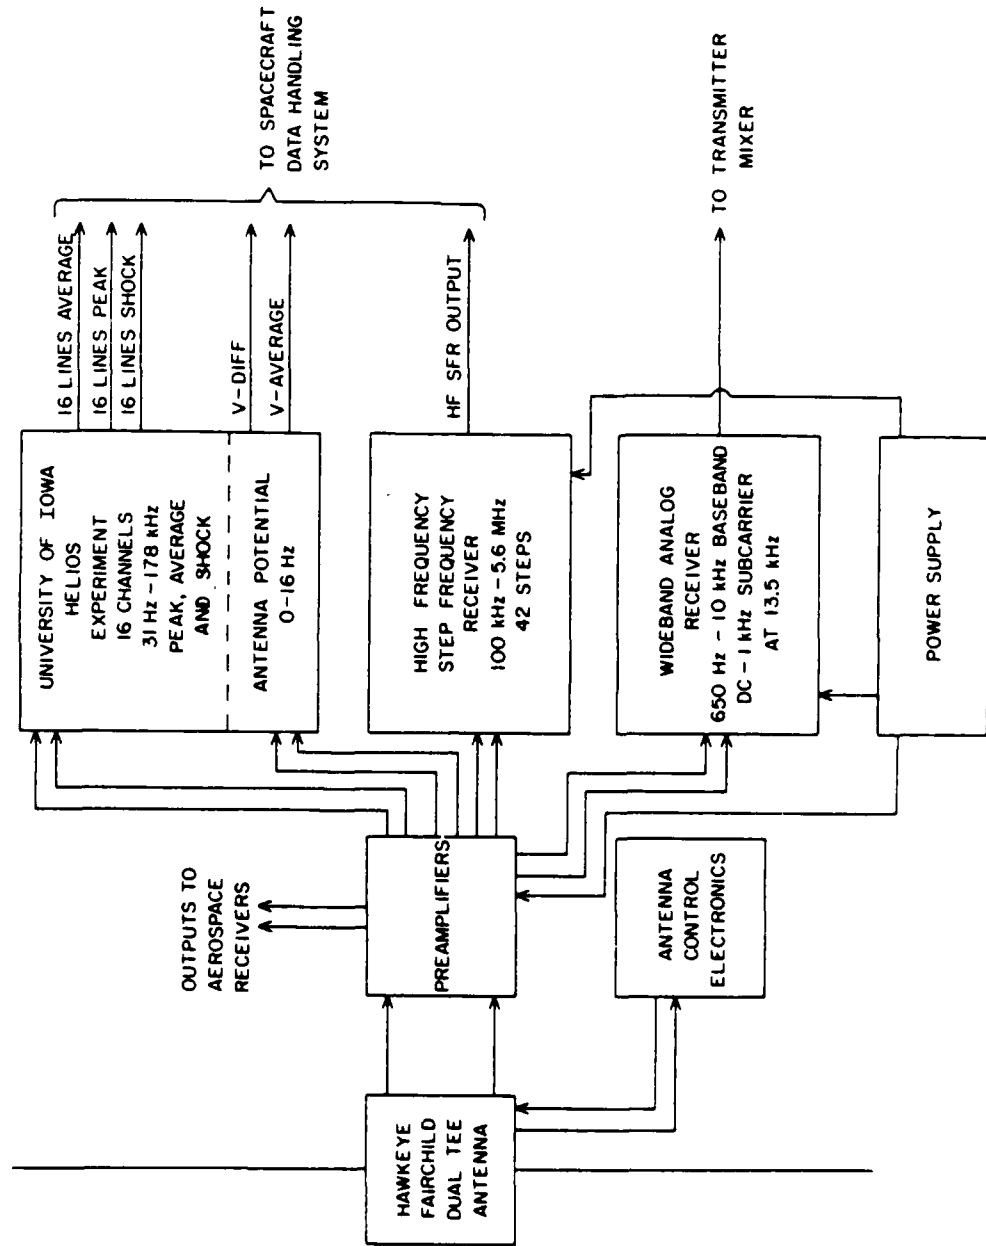 HAWKEYE
FAIRCHILD
DUAL TEE
ANTENNA
OUTPUTS TO
AEROSPACE
RECEIVERS
PREAMPLIFIERS
ANTENNA
CONTROL
ELECTRONICS
UNIVERSITY OF IOWA
HELIOS
EXPERIMENT
16 CHANNELS
31 Hz - 178 kHz
PEAK, AVERAGE
AND SHOCK
ANTENNA POTENTIAL
0-16 Hz
HIGH FREQUENCY
STEP FREQUENCY
RECEIVER
100 kHz - 5.6 MHz
42 STEPS
WIDEBAND ANALOG
RECEIVER
650 Hz - 10 kHz BASEBAND
DC - 1 kHz SUBCARRIER
AT 13.5 kHz
POWER SUPPLY
16 LINES AVERAGE
16 LINES PEAK
16 LINES SHOCK
V-DIFF
V-AVERAGE
HF SFR OUTPUT
TO SPACECRAFT
DATA HANDLING
SYSTEM
TO TRANSMITTER
MIXER